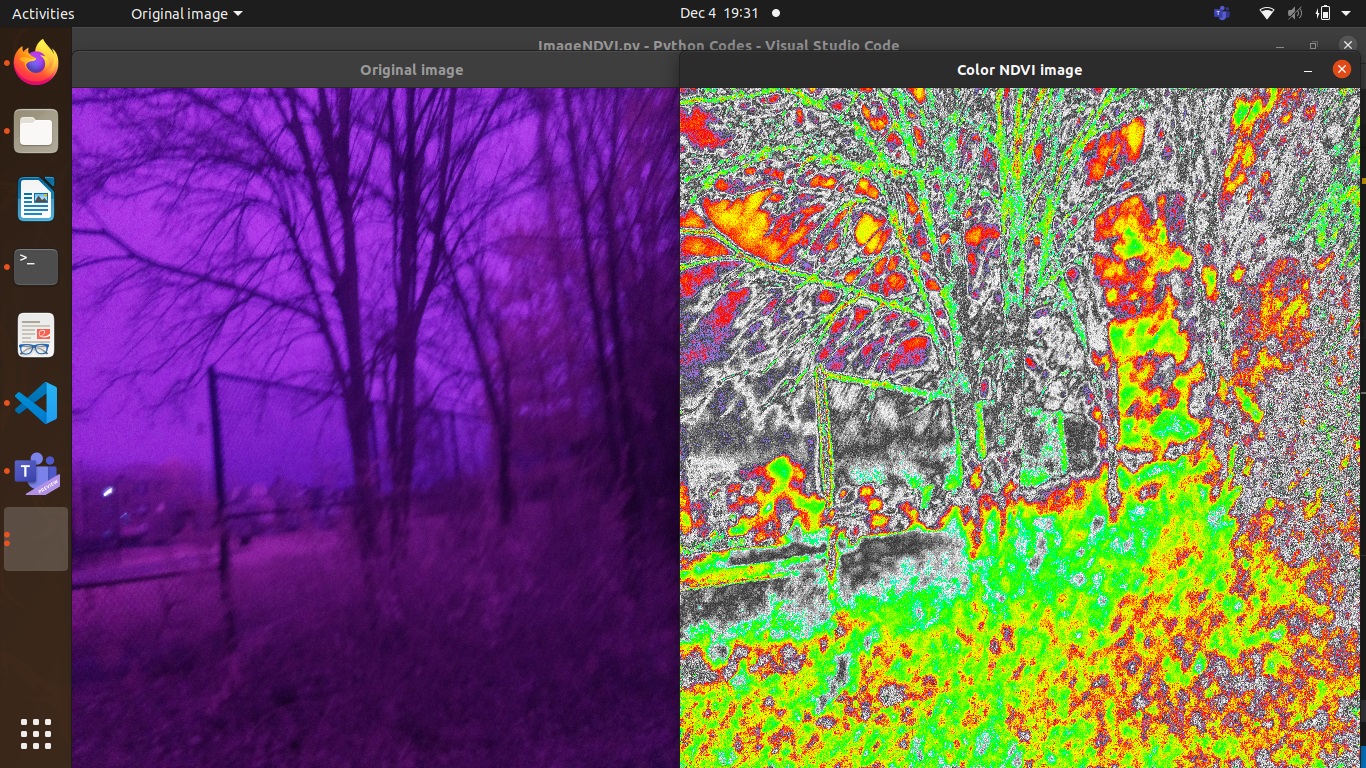 Activities
Original image
Dec 4 19:31
ImageNDVI.py - Python Codes - Visual Studio Code
Original image
Color NDVI image
>_
T
PREVIEW